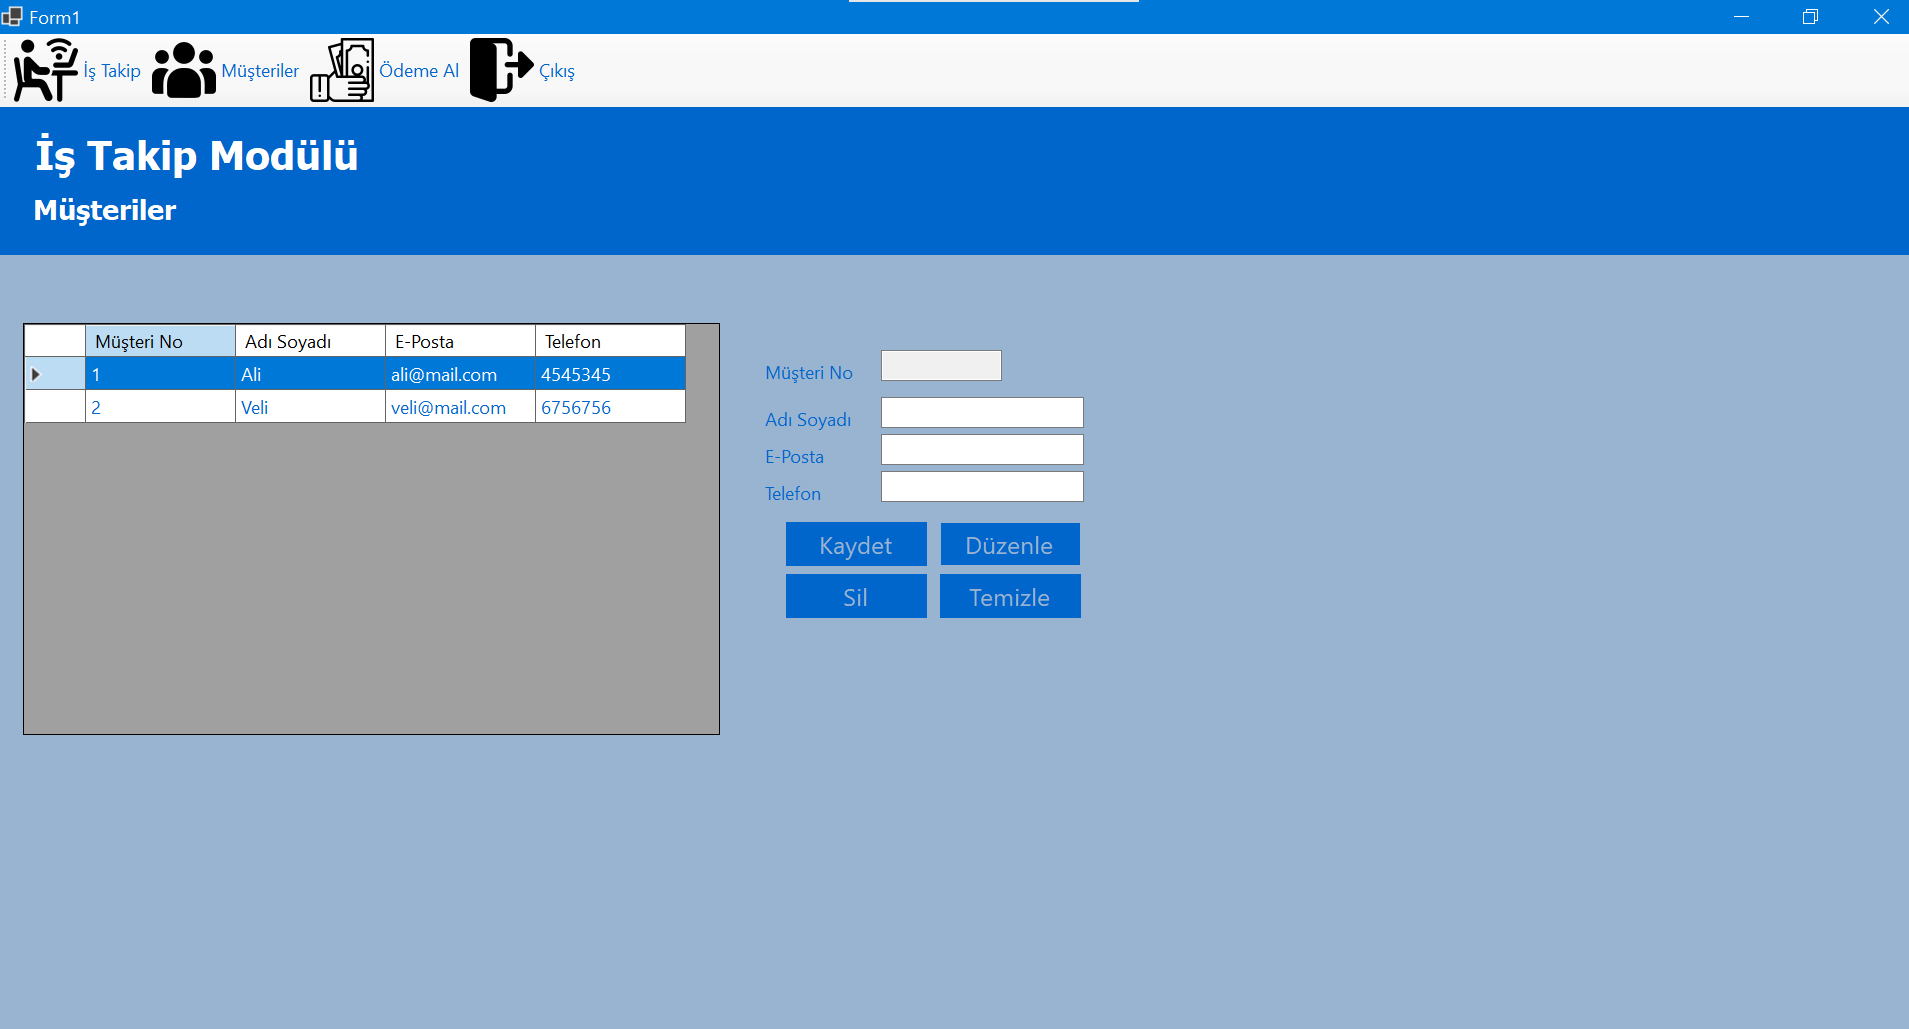 Form1
İş Takip Müşteriler Ödeme Al Çıkış
İş Takip Modülü
Müşteriler
Müşteri No Adı Soyadı E-Posta Telefon
1 Ali ali@mail.com 4545345
2 Veli veli@mail.com 6756756
Müşteri No
Adı Soyadı
E-Posta
Telefon
Kaydet Düzenle
Sil Temizle